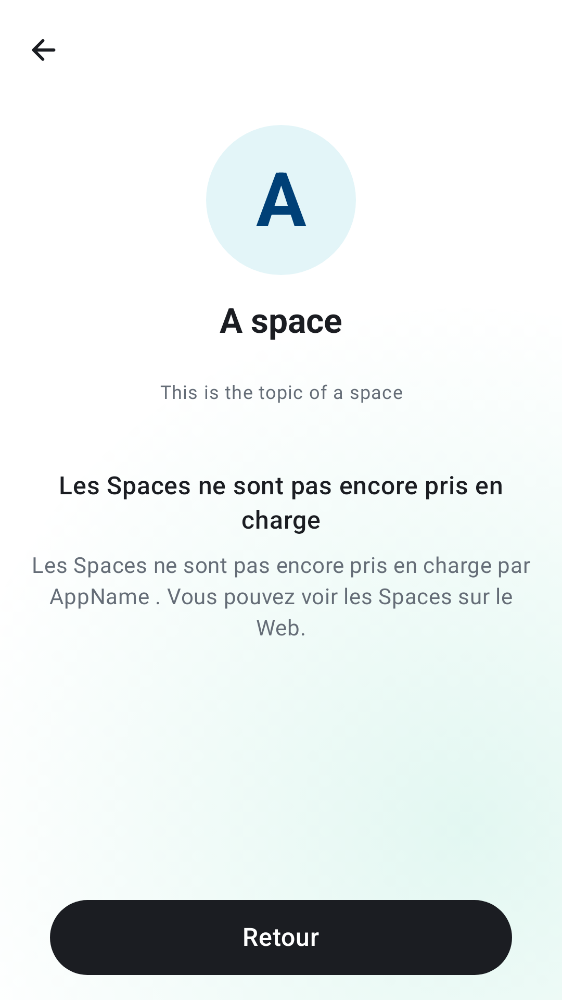 A
A space
This is the topic of a space
Les Spaces ne sont pas encore pris en
charge
Les Spaces ne sont pas encore pris en charge par
AppName . Vous pouvez voir les Spaces sur le
Web.
Retour